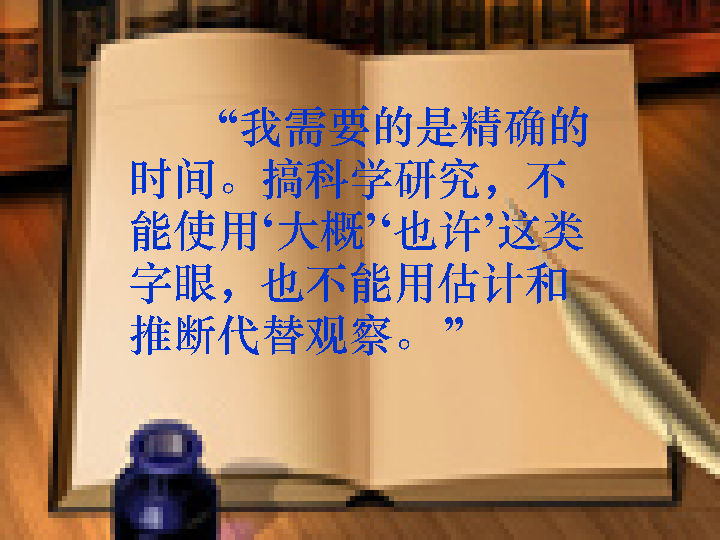 “我需要的是精确的
时间。搞科学研究，不
能使用‘大概’‘也许’这类
字眼，也不能用估计和
推断代替观察。”